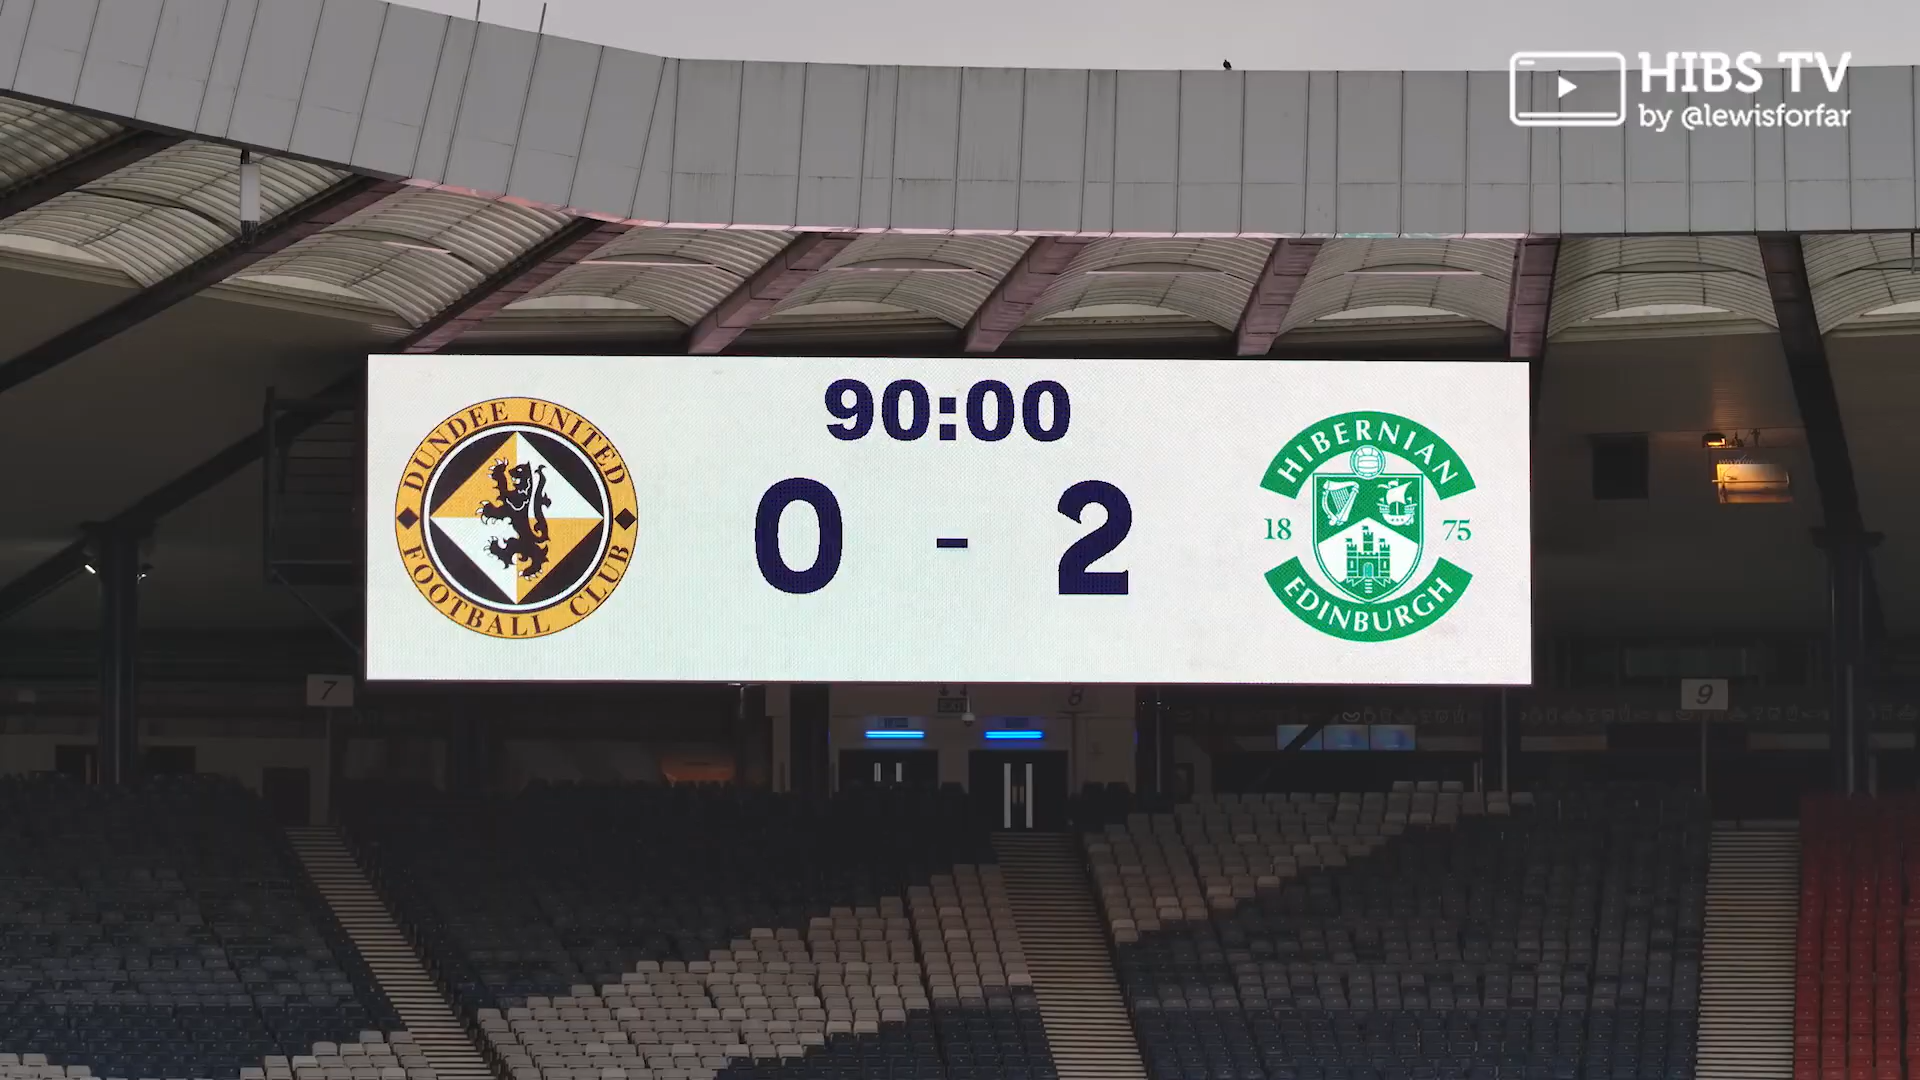 HIBS TV
by @lewisforfar
90:00
0 - 2
DUNDEE UNITED
FOOTBALL CLUB
HIBERNIAN
18 75
EDINBURGH
7
8
9